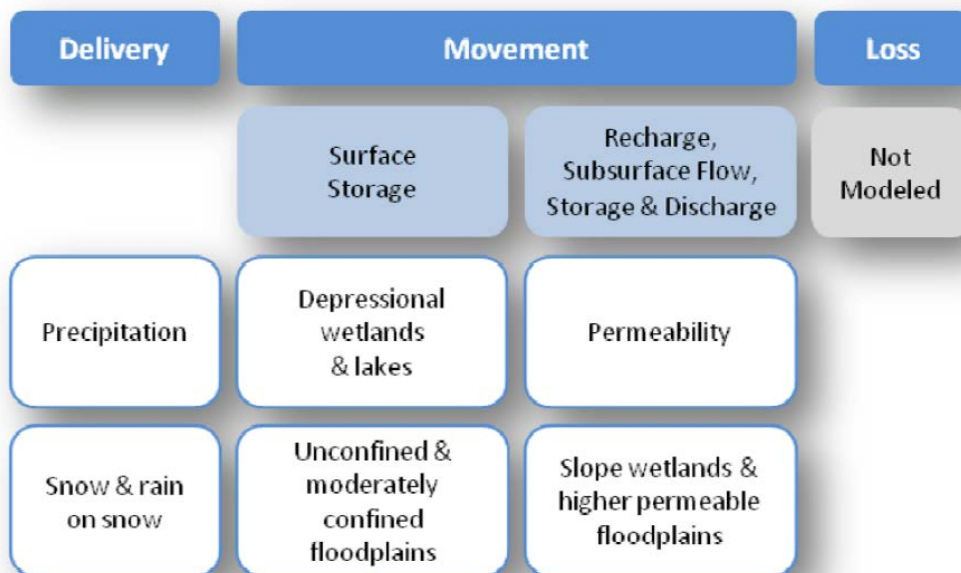 Delivery
Movement
Loss
Surface
Storage
Recharge,
Subsurface Flow,
Storage & Discharge
Not
Modeled
Precipitation
Depressional
wetlands
& lakes
Permeability
Snow & rain
on snow
Unconfined &
moderately
confined
floodplains
Slope wetlands &
higher permeable
floodplains